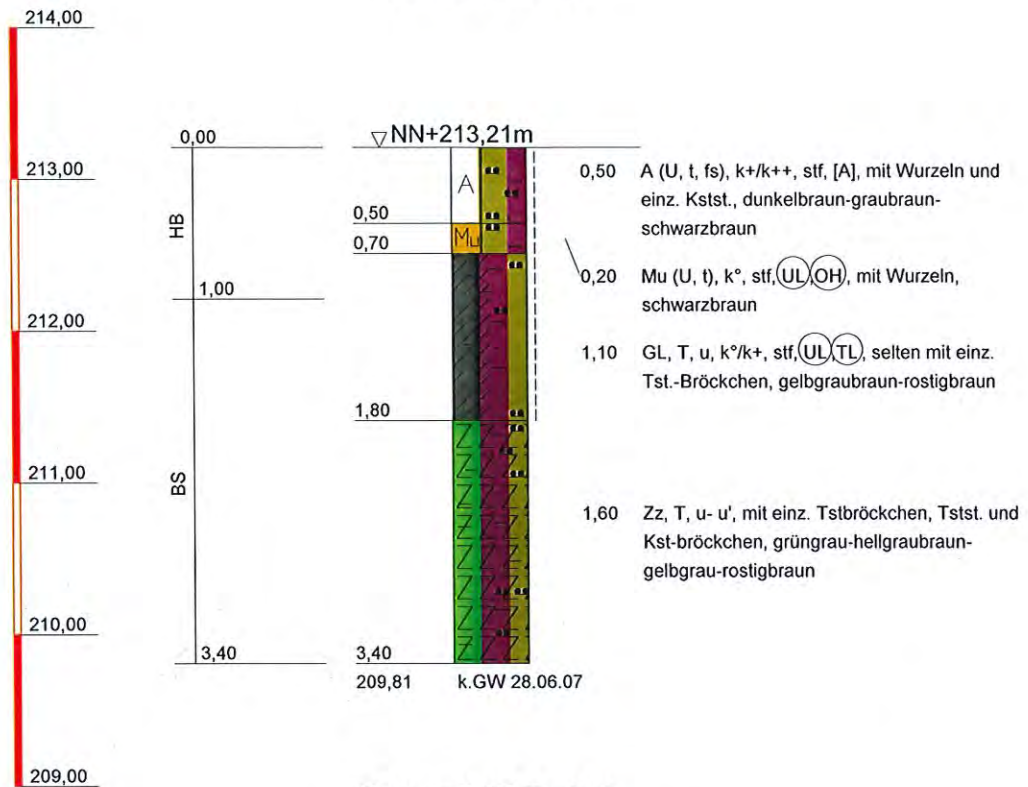 214,00
213,00
212,00
211,00
210,00
209,00
0,00
HB
1,00
BS
3,40
NN+213,21m
A
0,50
Mu
0,70
1,80
3,40
209,81 k.GW 28.06.07
0,50 A (U, t, fs), k+/k++, stf, [A], mit Wurzeln und
einz. Kstst., dunkelbraun-graubraun-
schwarzbraun
0,20 Mu (U, t), k°, stf, UL, OH, mit Wurzeln,
schwarzbraun
1,10 GL, T, u, k°/k+, stf, UL, TL, selten mit einz.
Tst.-Bröckchen, gelbgraubraun-rostigbraun
1,60 Zz, T, u- u', mit einz. Tstbröckchen, Tstst. und
Kst-bröckchen, grüngrau-hellgraubraun-
gelbgrau-rostigbraun